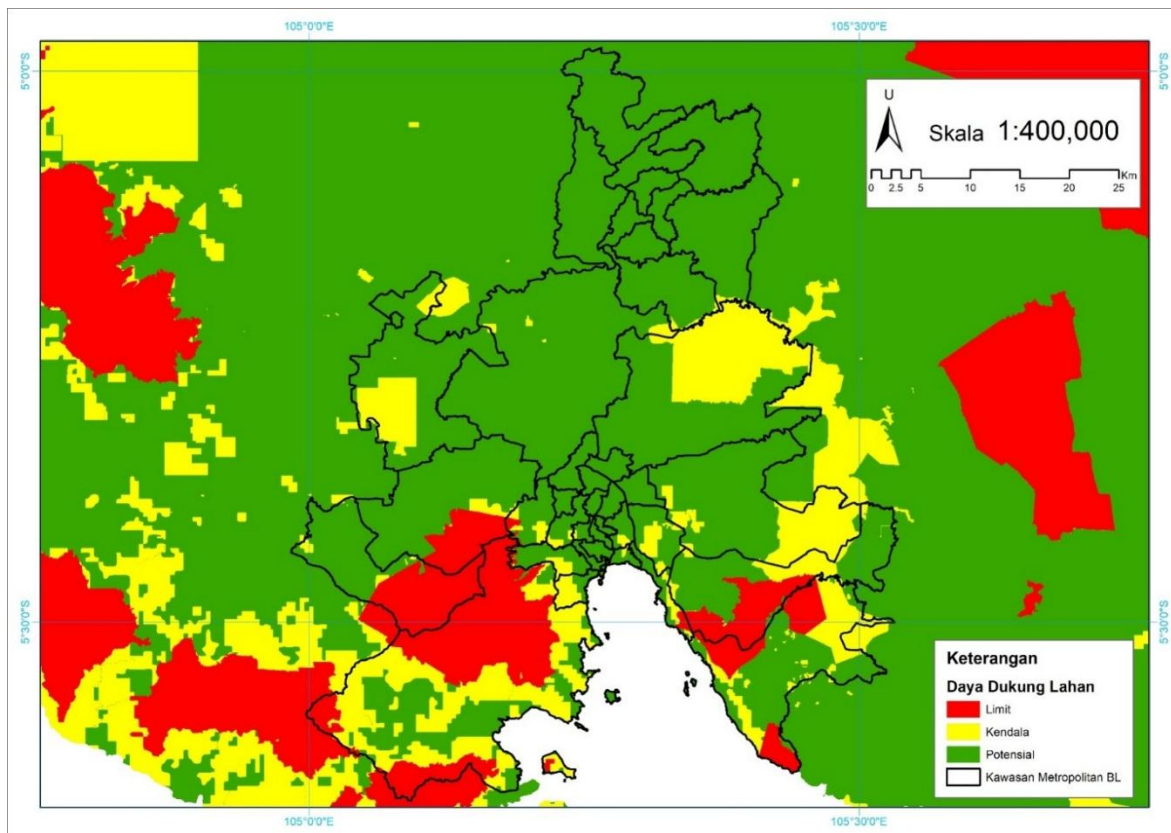 105°0'0"E
105°30'0"E
5°0'0"S
5°0'0"S
U
Skala 1:400,000
Km
0 2.5 5 10 15 20 25
5°30'0"S
5°30'0"S
Keterangan
Daya Dukung Lahan
Limit
Kendala
Potensial
Kawasan Metropolitan BL
105°0'0"E
105°30'0"E